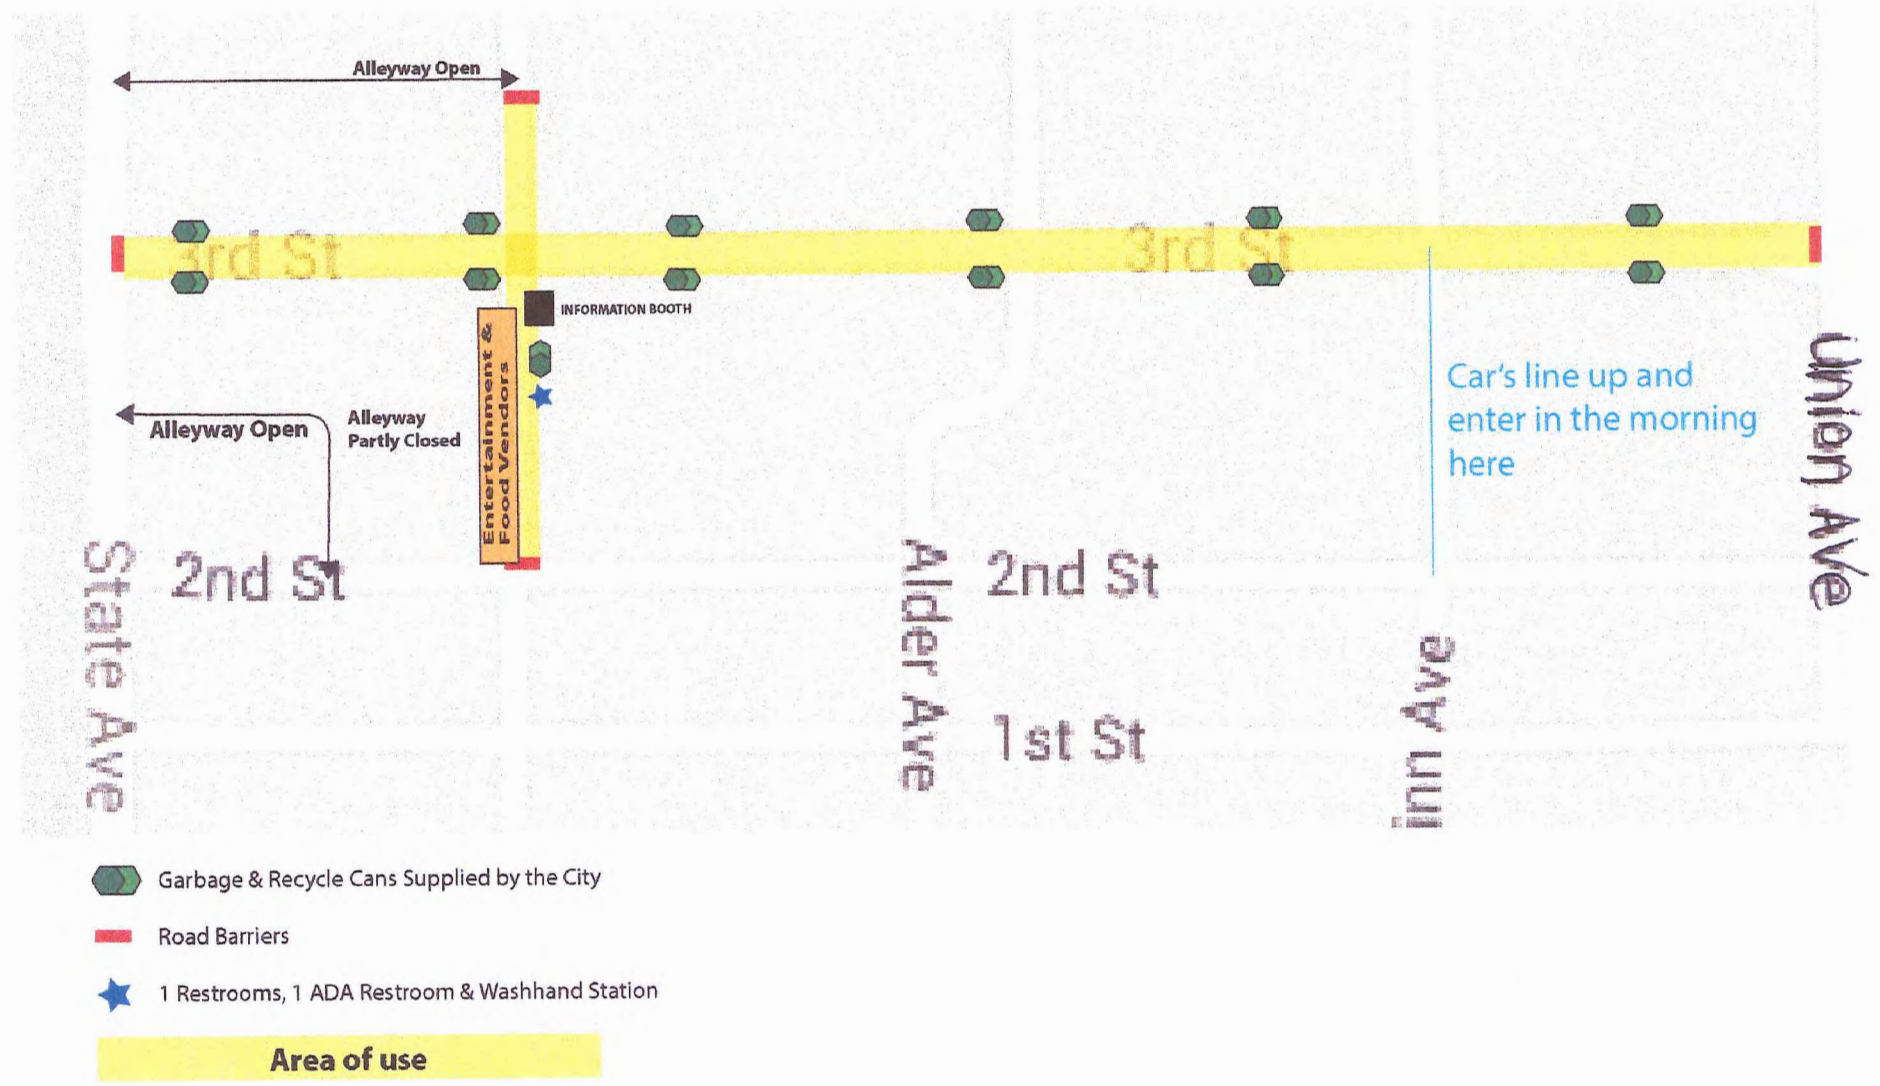 Alleyway Open
3rd St
3rd St
INFORMATION BOOTH
Entertainment &
Food Vendors
Car's line up and
enter in the morning
here
Alleyway Open
Alleyway
Partly Closed
Union Ave
State Ave
2nd St
Alder Ave
2nd St
1st St
Ave
Garbage & Recycle Cans Supplied by the City
Road Barriers
1 Restrooms, 1 ADA Restroom & Washhand Station
Area of use